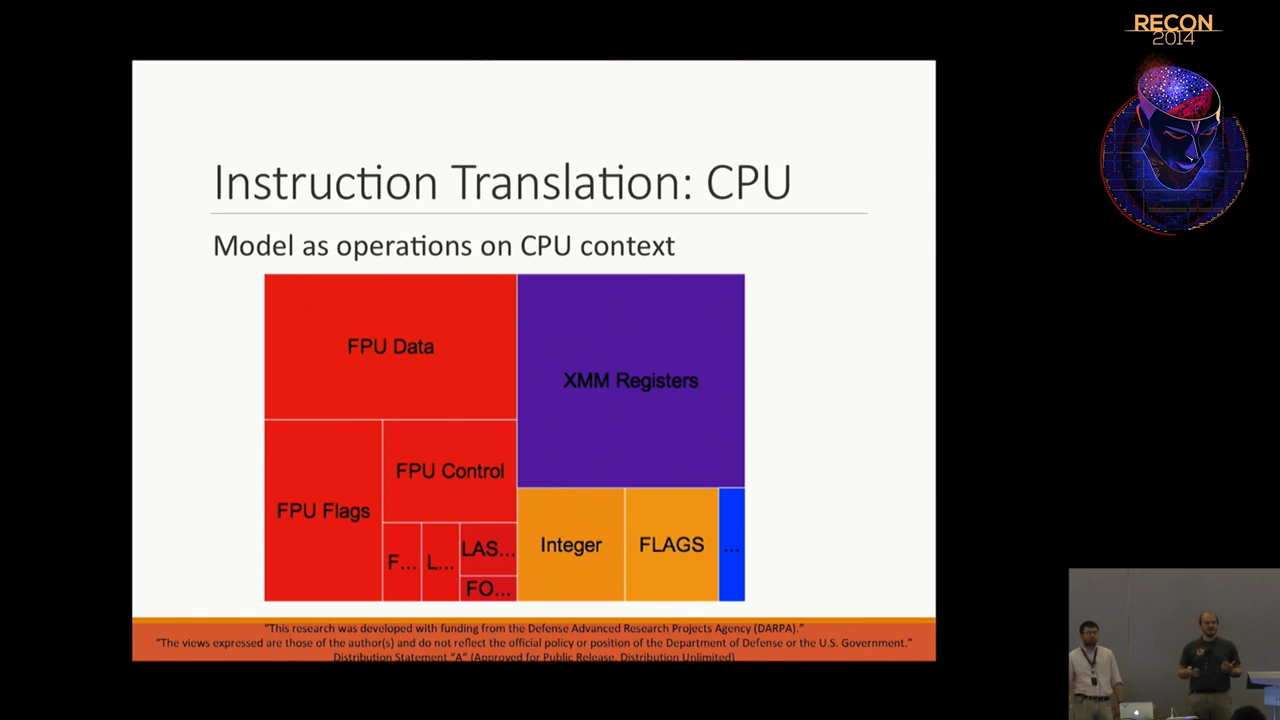 RECON
2014
Instruction Translation: CPU
Model as operations on CPU context
FPU Data
XMM Registers
FPU Control
FPU Flags
F...
L...
LAS...
FO...
Integer
FLAGS
...
"This research was developed with funding from the Defense Advanced Research Projects Agency (DARPA)."
"The views expressed are those of the author(s) and do not reflect the official policy or position of the Department of Defense or the U.S. Government."
Distribution Statement "A" (Approved for Public Release, Distribution Unlimited)